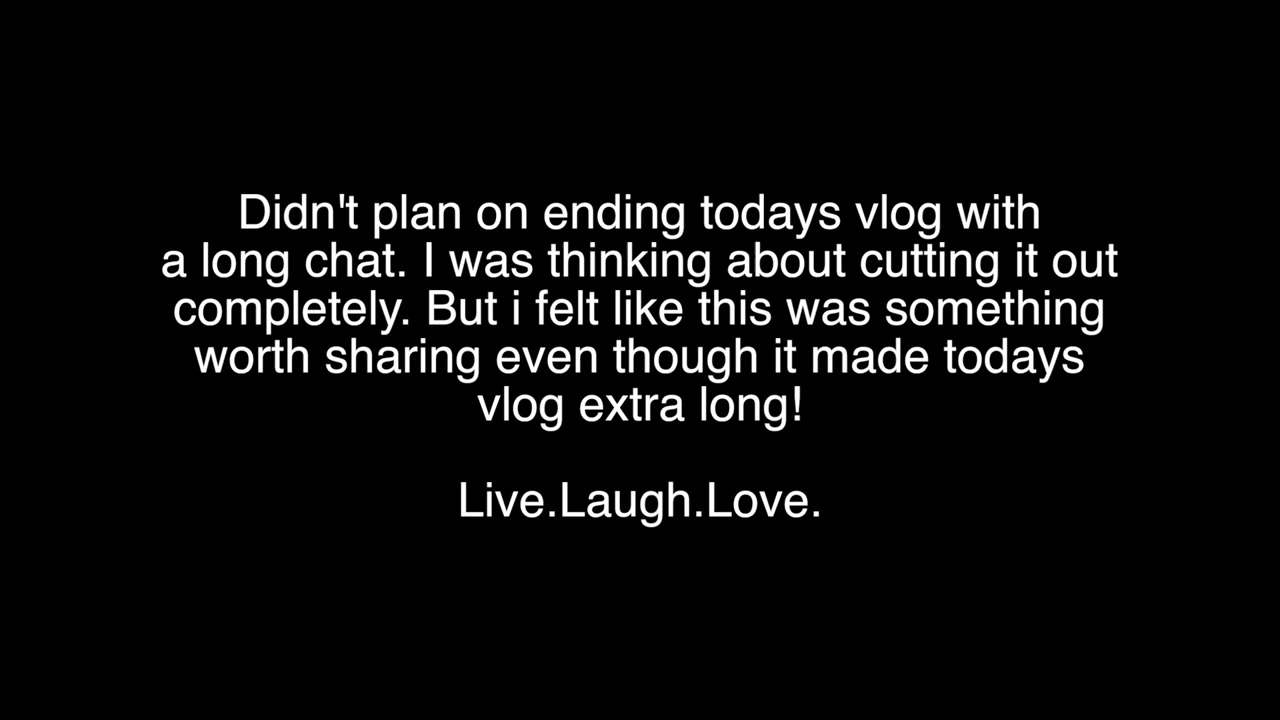 Didn't plan on ending todays vlog with
a long chat. I was thinking about cutting it out
completely. But i felt like this was something
worth sharing even though it made todays
vlog extra long!
Live.Laugh.Love.